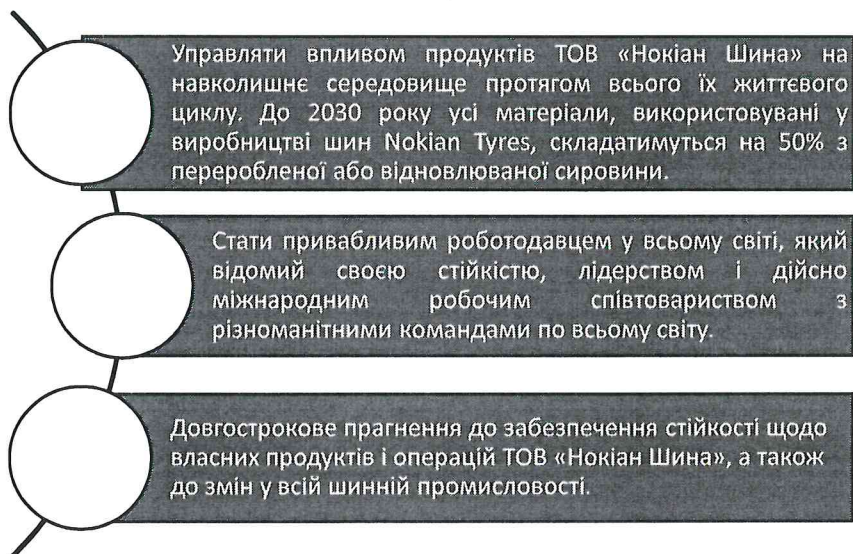 Управляти впливом продуктів ТОВ «Нокіан Шина» на
навколишнє середовище протягом всього їх життєвого
циклу. До 2030 року усі матеріали, використовувані у
виробництві шин Nokian Tyres, складатимуться на 50% з
переробленої або відновлюваної сировини.
Стати привабливим роботодавцем у всьому світі, який
відомий своєю стійкістю, лідерством і дійсно
міжнародним робочим співтовариством з
різноманітними командами по всьому світу.
Довгострокове прагнення до забезпечення стійкості щодо
власних продуктів і операцій ТОВ «Нокіан Шина», а також
до змін у всій шинній промисловості.